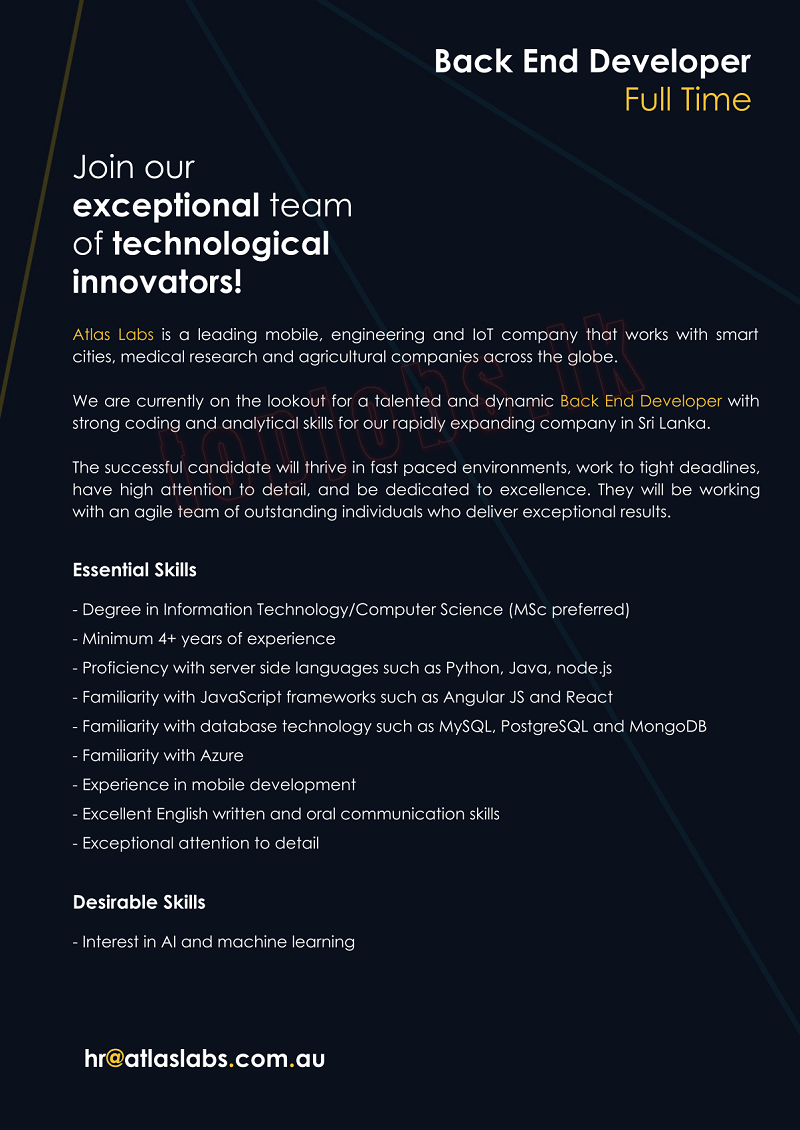 Back End Developer
Full Time
Join our
exceptional team
of technological
innovators!
Atlas Labs is a leading mobile, engineering and IoT company that works with smart
cities, medical research and agricultural companies across the globe.
We are currently on the lookout for a talented and dynamic Back End Developer with
strong coding and analytical skills for our rapidly expanding company in Sri Lanka.
The successful candidate will thrive in fast paced environments, work to tight deadlines,
have high attention to detail, and be dedicated to excellence. They will be working
with an agile team of outstanding individuals who deliver exceptional results.
Essential Skills
- Degree in Information Technology/Computer Science (MSc preferred)
- Minimum 4+ years of experience
- Proficiency with server side languages such as Python, Java, node.js
- Familiarity with JavaScript frameworks such as Angular JS and React
- Familiarity with database technology such as MySQL, PostgreSQL and MongoDB
- Familiarity with Azure
- Experience in mobile development
- Excellent English written and oral communication skills
- Exceptional attention to detail
Desirable Skills
- Interest in AI and machine learning
hr@atlaslabs.com.au
topjobs.lk